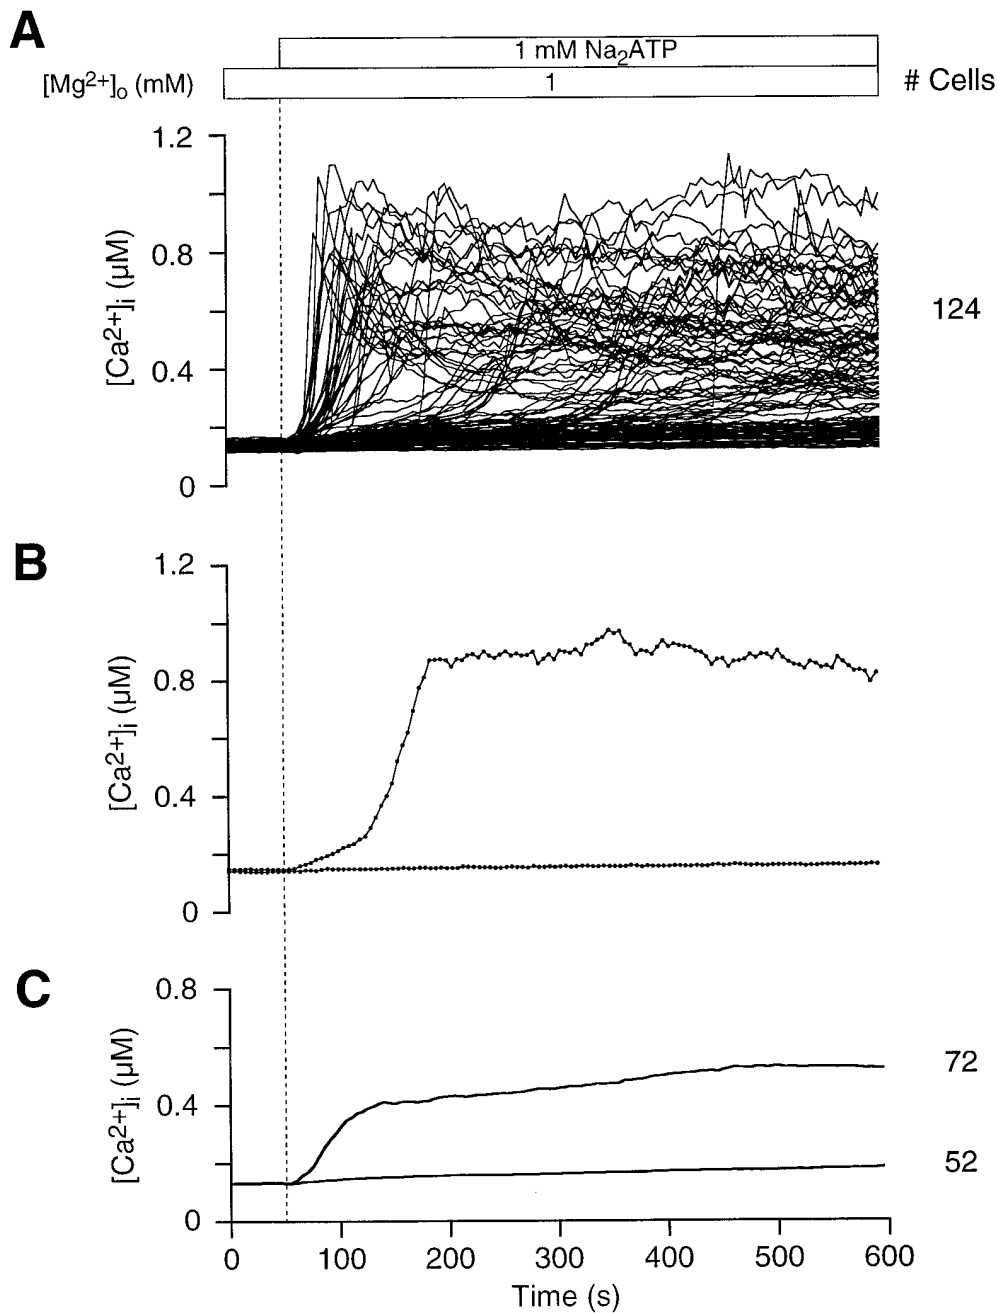 A
1 mM Na₂ATP
[Mg²⁺]ₒ (mM)
1
# Cells
1.2
0.8
0.4
0
[Ca²⁺]ᵢ (μM)
124
B
1.2
0.8
0.4
0
[Ca²⁺]ᵢ (μM)
C
0.8
0.4
0
[Ca²⁺]ᵢ (μM)
72
52
0 100 200 300 400 500 600
Time (s)